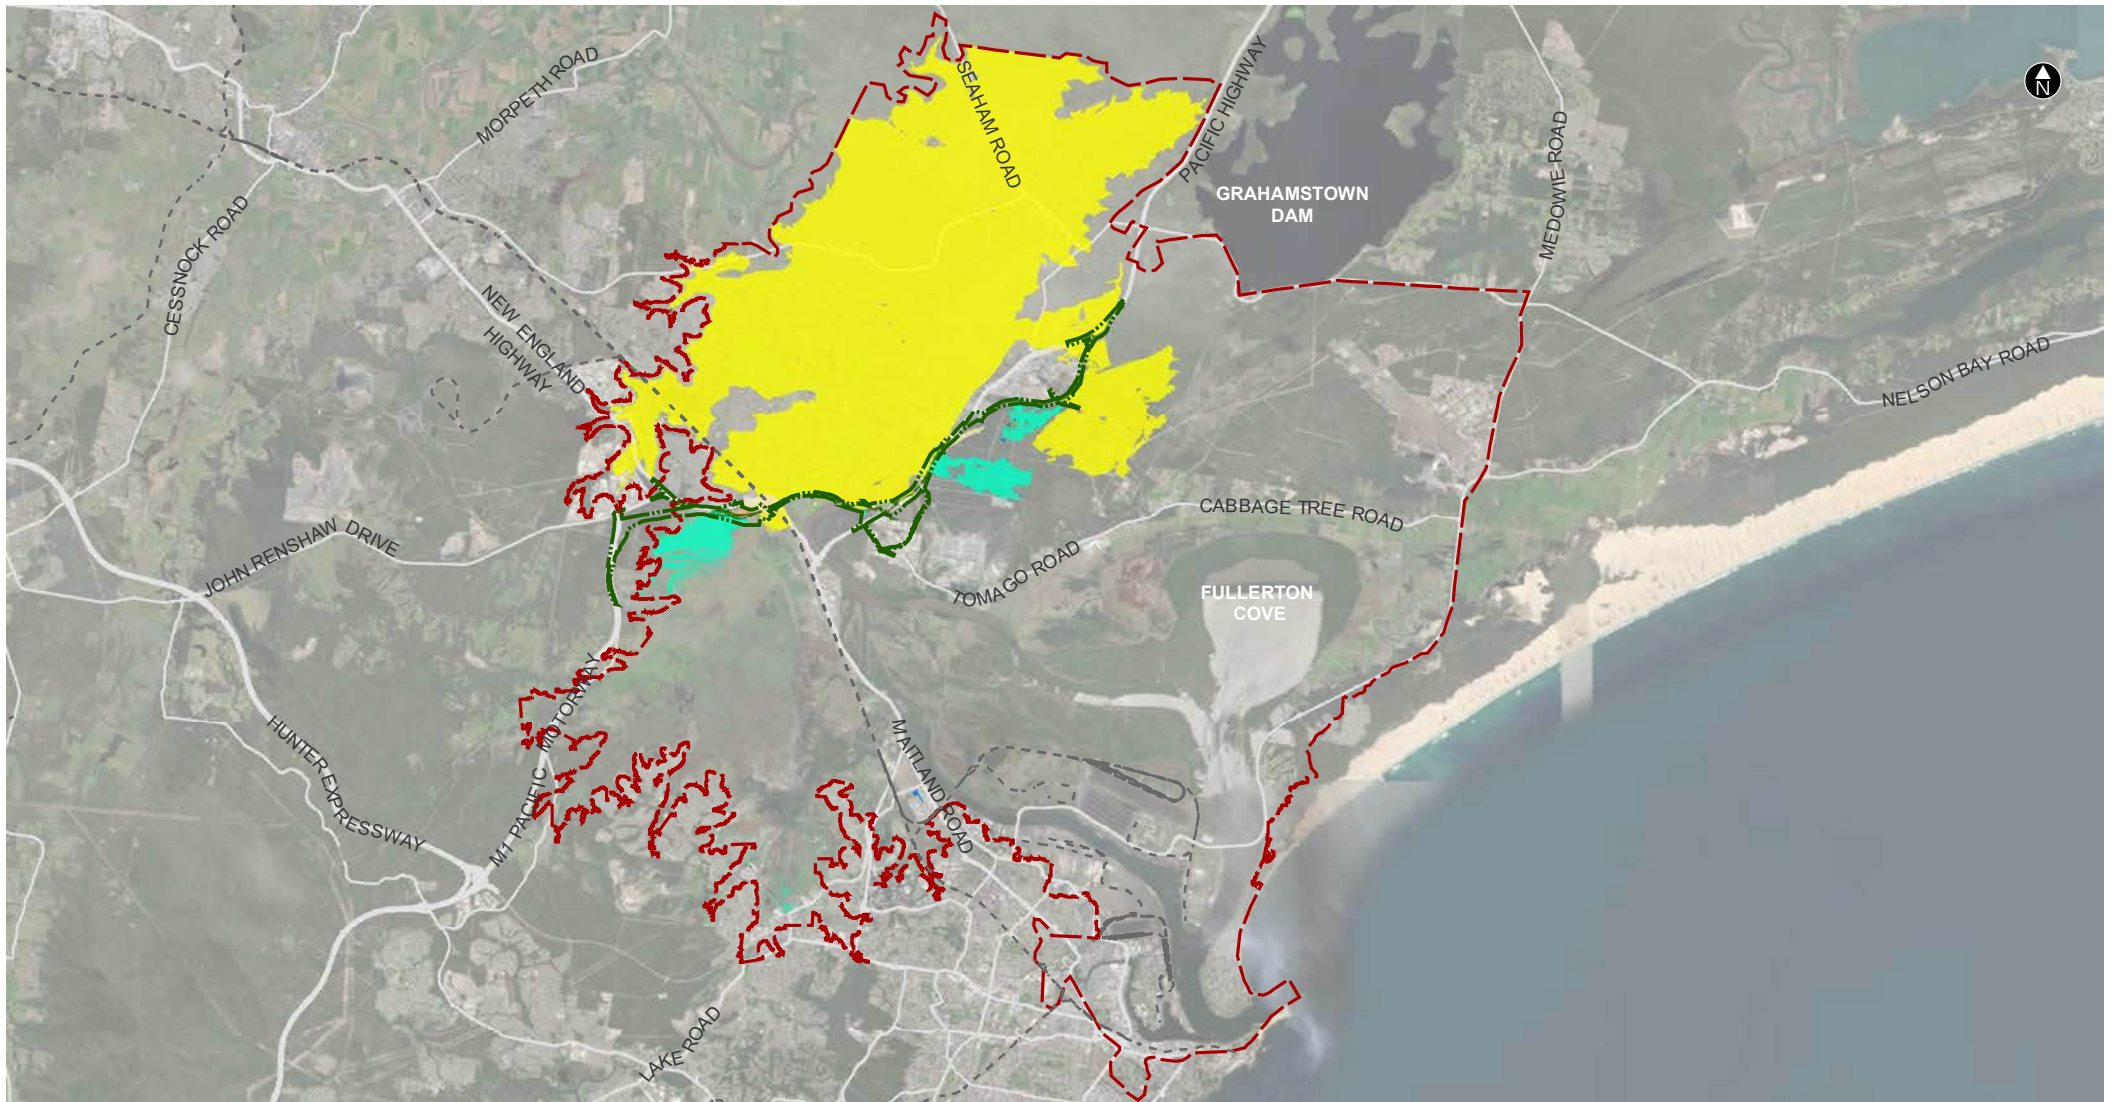 MORPETH ROAD
SEAHAM ROAD
PACIFIC HIGHWAY
N
GRAHAMSTOWN
DAM
MEDOWIE ROAD
CESSNOCK ROAD
NEW ENGLAND
HIGHWAY
NELSON BAY ROAD
JOHN RENSHAW DRIVE
CABBAGE TREE ROAD
TOMAGO ROAD
FULLERTON
COVE
HUNTER EXPRESSWAY
M1 PACIFIC MOTORWAY
MAITLAND ROAD
LAKE ROAD